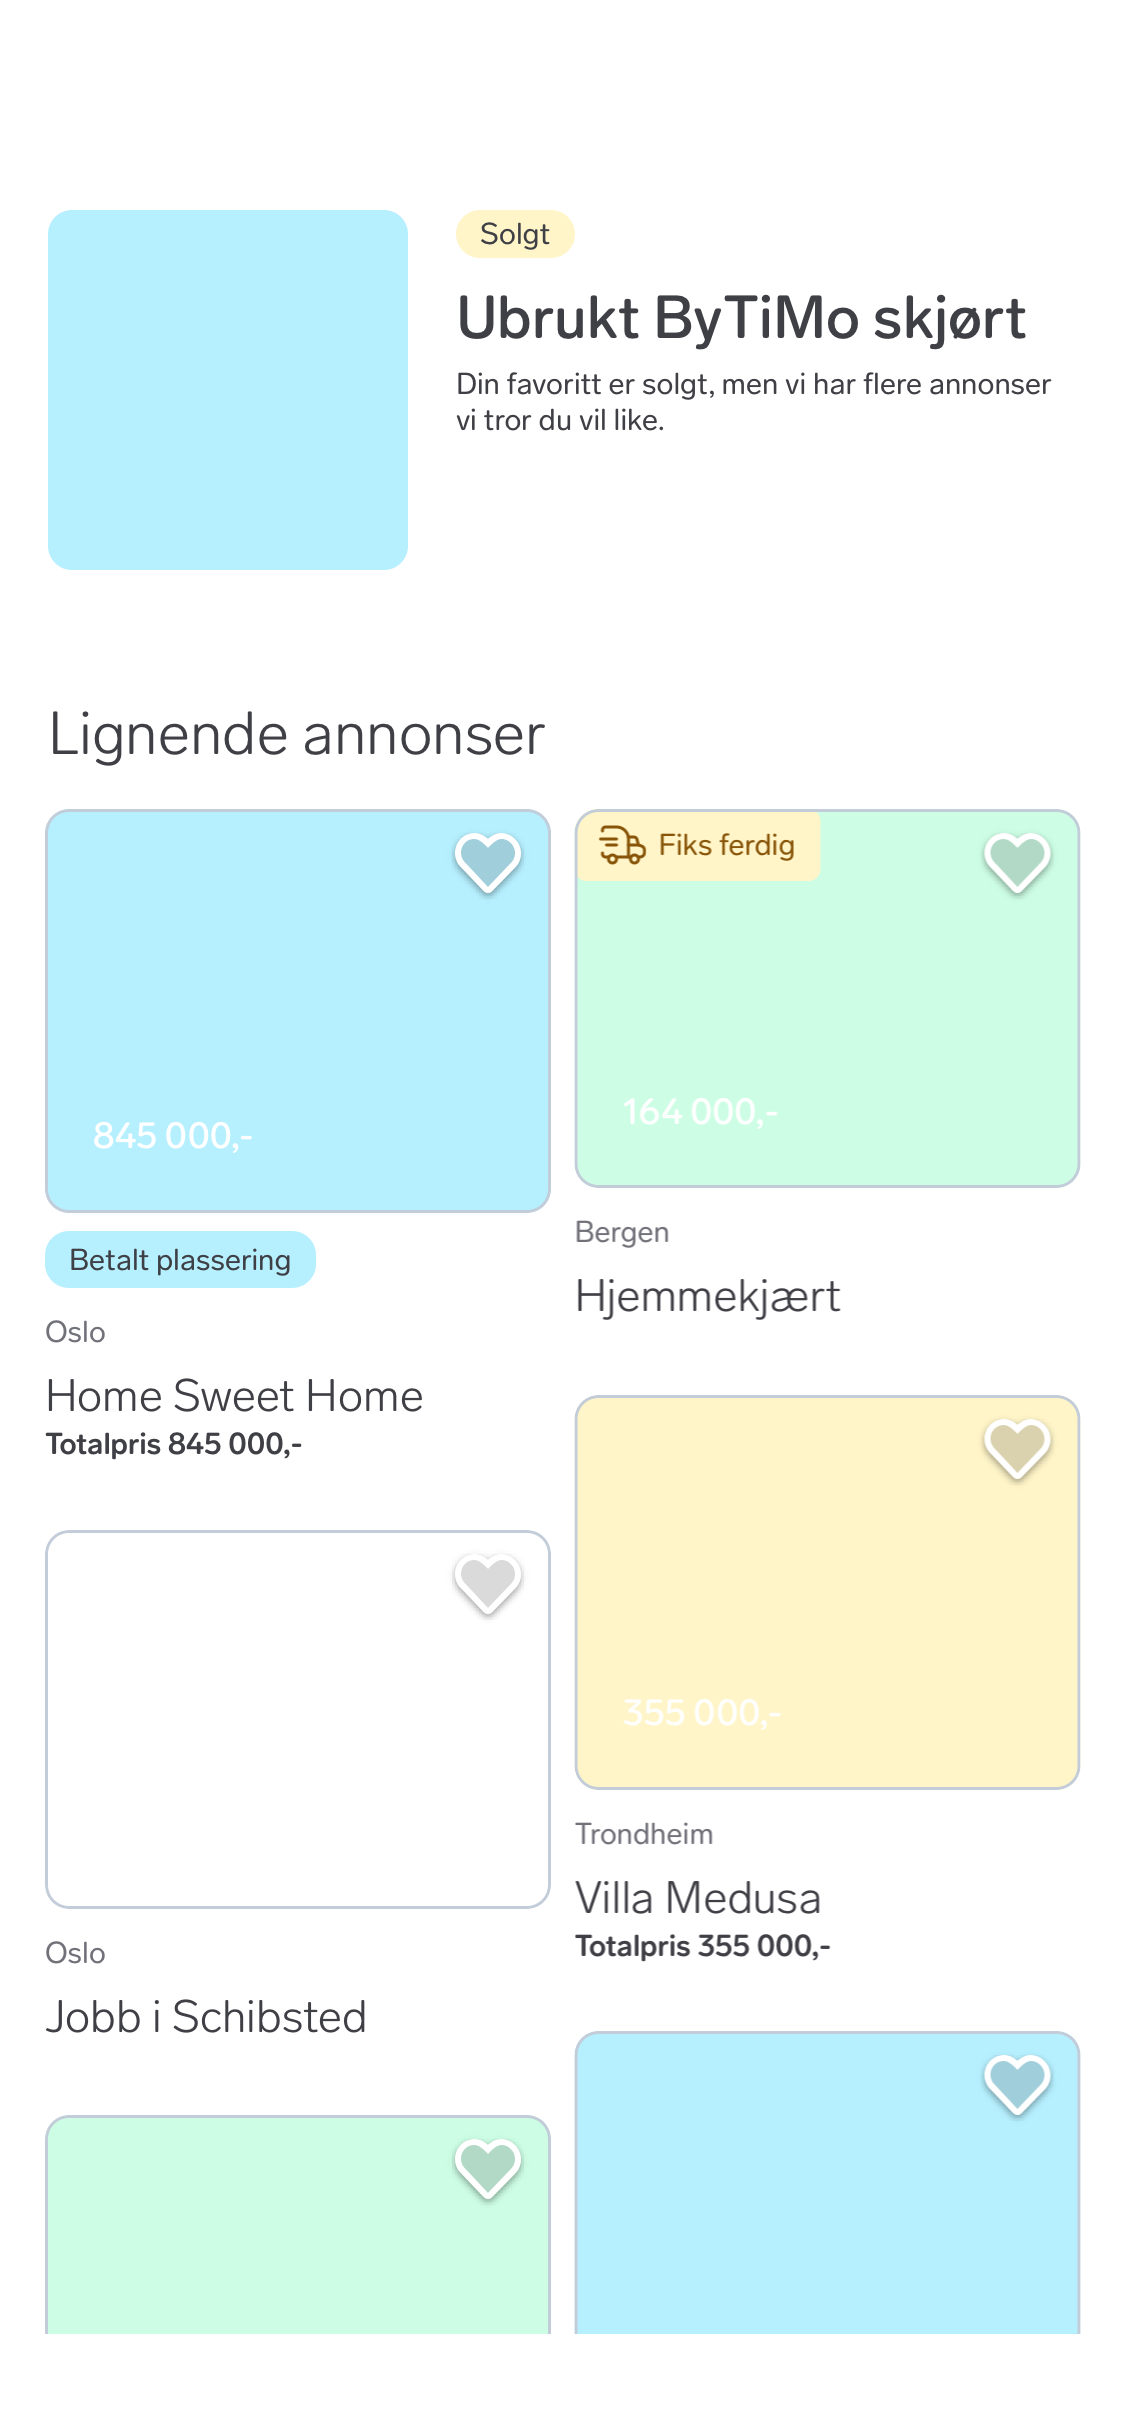 Solgt
Ubrukt ByTiMo skjørt
Din favoritt er solgt, men vi har flere annonser
vi tror du vil like.
Lignende annonser
845 000,-
Betalt plassering
Oslo
Home Sweet Home
Totalpris 845 000,-
Fiks ferdig
164 000,-
Bergen
Hjemmekjært
355 000,-
Trondheim
Villa Medusa
Totalpris 355 000,-
Oslo
Jobb i Schibsted